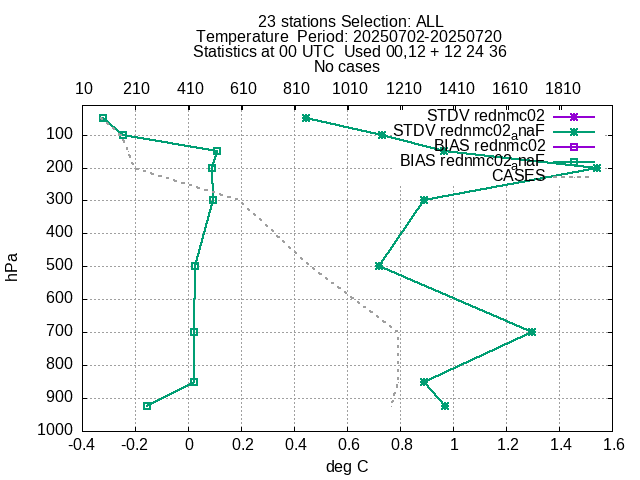 23 stations Selection: ALL
Temperature  Period: 20250702-20250720
Statistics at 00 UTC  Used 00,12 + 12 24 36
No cases
10 210 410 610 810 1010 1210 1410 1610 1810
STDV rednmc02
STDV rednmc02anaF
BIAS rednmc02
BIAS rednmc02anaF
CASES
100
200
300
400
500
600
700
800
900
1000
hPa
-0.4 -0.2 0 0.2 0.4 0.6 0.8 1 1.2 1.4 1.6
deg C